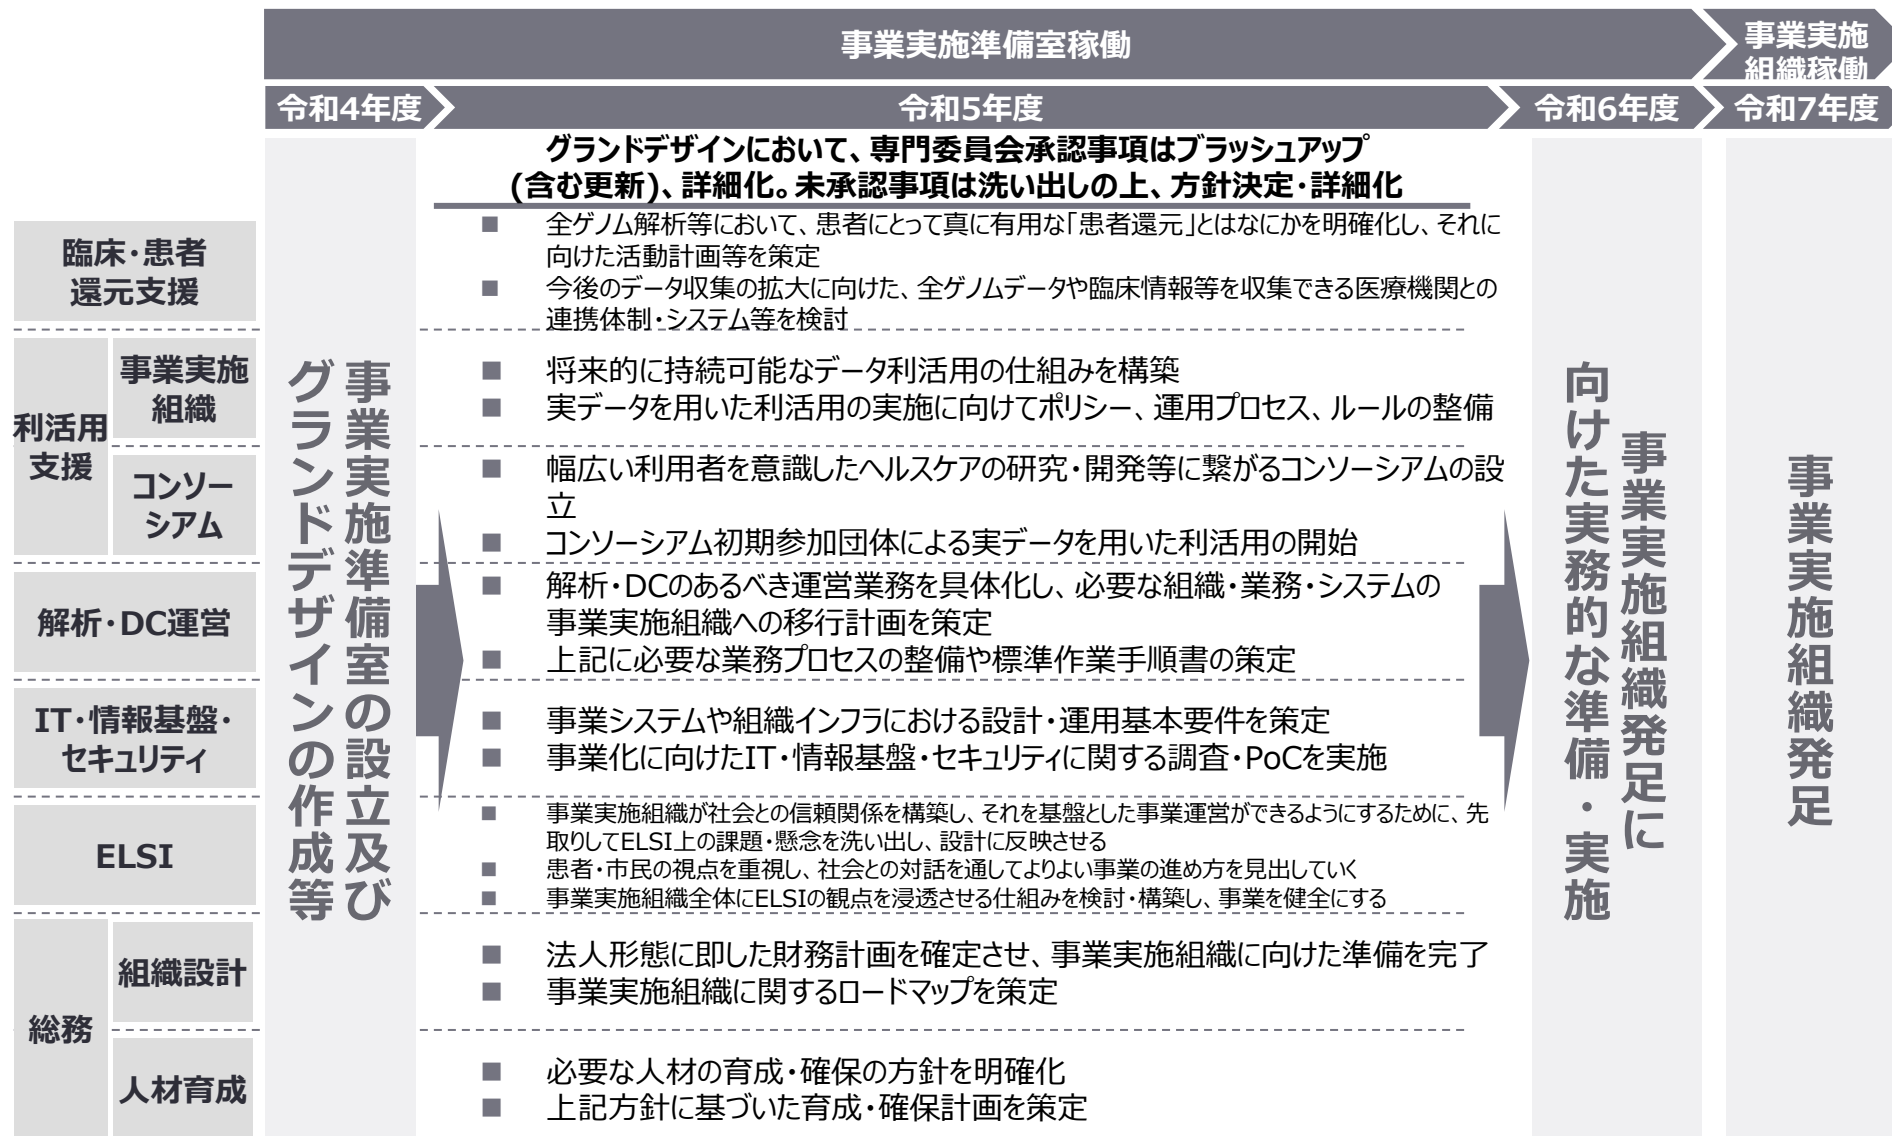 事業実施準備室稼働
事業実施
組織稼働
令和4年度
令和5年度
令和6年度
令和7年度
グランドデザインにおいて、専門委員会承認事項はブラッシュアップ
(含む更新)、詳細化。未承認事項は洗い出しの上、方針決定・詳細化
事業実施準備室の設立及び
グランドデザインの作成等
臨床・患者
還元支援
■ 全ゲノム解析等において、患者にとって真に有用な「患者還元」とはなにかを明確化し、それに
向けた活動計画等を策定
■ 今後のデータ収集の拡大に向けた、全ゲノムデータや臨床情報等を収集できる医療機関との
連携体制・システム等を検討
利活用
支援
事業実施
組織
■ 将来的に持続可能なデータ利活用の仕組みを構築
■ 実データを用いた利活用の実施に向けてポリシー、運用プロセス、ルールの整備
コンソー
シアム
■ 幅広い利用者を意識したヘルスケアの研究・開発等に繋がるコンソーシアムの設
立
■ コンソーシアム初期参加団体による実データを用いた利活用の開始
解析・DC運営
■ 解析・DCのあるべき運営業務を具体化し、必要な組織・業務・システムの
事業実施組織への移行計画を策定
■ 上記に必要な業務プロセスの整備や標準作業手順書の策定
IT・情報基盤・
セキュリティ
■ 事業システムや組織インフラにおける設計・運用基本要件を策定
■ 事業化に向けたIT・情報基盤・セキュリティに関する調査・PoCを実施
ELSI
■ 事業実施組織が社会との信頼関係を構築し、それを基盤とした事業運営ができるようにするために、先
取りしてELSI上の課題・懸念を洗い出し、設計に反映させる
■ 患者・市民の視点を重視し、社会との対話を通してよりよい事業の進め方を見出していく
■ 事業実施組織全体にELSIの観点を浸透させる仕組みを検討・構築し、事業を健全にする
総務
組織設計
■ 法人形態に即した財務計画を確定させ、事業実施組織に向けた準備を完了
■ 事業実施組織に関するロードマップを策定
人材育成
■ 必要な人材の育成・確保の方針を明確化
■ 上記方針に基づいた育成・確保計画を策定
事業実施組織発足に
向けた実務的な準備・実施
事業実施組織発足